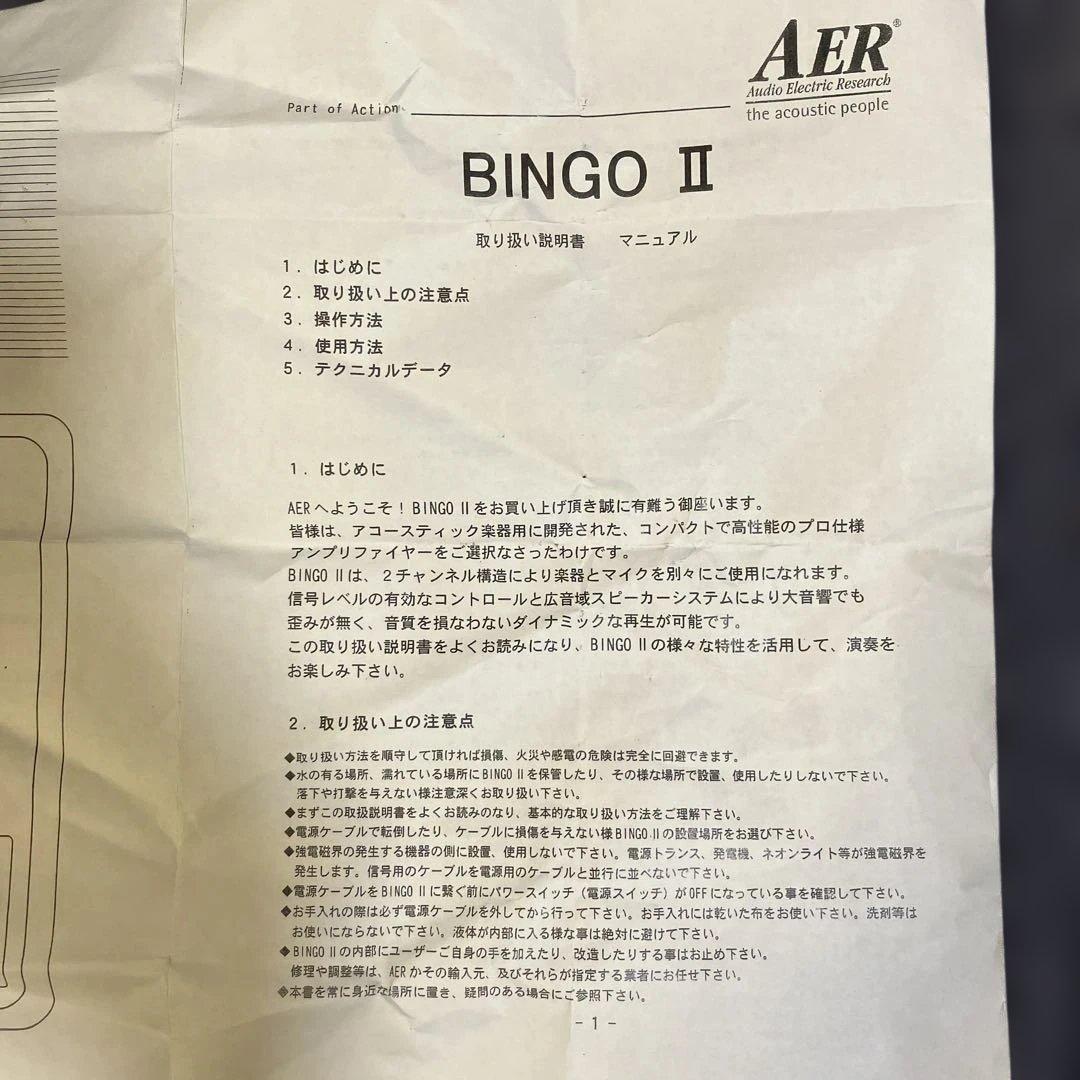 Part of Action
AER®
Audio Electric Research
the acoustic people
BINGO Ⅱ
取り扱い説明書 マニュアル
1. はじめに
2. 取り扱い上の注意点
3. 操作方法
4. 使用方法
5. テクニカルデータ
1. はじめに
AERへようこそ！BINGOⅡをお買い上げ頂き誠に有難う御座います。
皆様は、アコースティック楽器用に開発された、コンパクトで高性能のプロ仕様
アンプリファイヤーをご選択なさったわけです。
BINGOⅡは、２チャンネル構造により楽器とマイクを別々にご使用になれます。
信号レベルの有効なコントロールと広音域スピーカーシステムにより大音響でも
歪みが無く、音質を損なわないダイナミックな再生が可能です。
この取り扱い説明書をよくお読みになり、BINGOⅡの様々な特性を活用して、演奏を
お楽しみ下さい。
2. 取り扱い上の注意点
◆取り扱い方法を順守して頂ければ損傷、火災や感電の危険は完全に回避できます。
◆水の有る場所、濡れている場所にBINGOⅡを保管したり、その様な場所で設置、使用したりしないで下さい。
落下や打撃を与えない様注意深くお取り扱い下さい。
◆まずこの取扱説明書をよくお読みのなり、基本的な取り扱い方法をご理解下さい。
◆電源ケーブルで転倒したり、ケーブルに損傷を与えない様BINGOⅡの設置場所をお選び下さい。
◆強電磁界の発生する機器の側に設置、使用しないで下さい。電源トランス、発電機、ネオンライト等が強電磁界を
発生します。信号用のケーブルを電源用のケーブルと並行に並べないで下さい。
◆電源ケーブルをBINGOⅡに繋ぐ前にパワースイッチ（電源スイッチ）がOFFになっている事を確認して下さい。
◆お手入れの際は必ず電源ケーブルを外してから行って下さい。お手入れには乾いた布をお使い下さい。洗剤等は
お使いにならないで下さい。液体が内部に入る様な事は絶対に避けて下さい。
◆BINGOⅡの内部にユーザーご自身の手を加えたり、改造したりする事はお止め下さい。
修理や調整等は、AERかその輸入元、及びそれらが指定する業者にお任せ下さい。
◈本書を常に身近な場所に置き、疑問のある場合にご参照下さい。
- 1 -